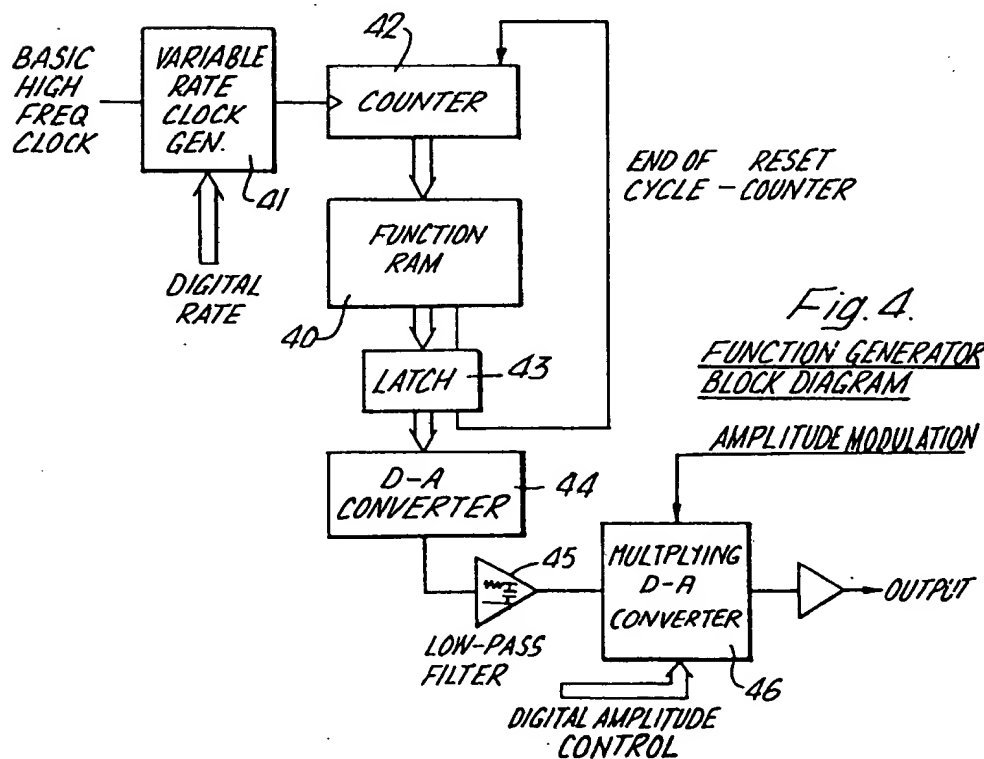 42
BASIC
HIGH
FREQ
CLOCK
VARIABLE
RATE
CLOCK
GEN.
41
COUNTER
DIGITAL
RATE
END OF RESET
CYCLE - COUNTER
FUNCTION
RAM
40
LATCH
43
Fig. 4.
FUNCTION GENERATOR
BLOCK DIAGRAM
AMPLITUDE MODULATION
D-A
CONVERTER
44
45
LOW-PASS
FILTER
MULTPLYING
D-A
CONVERTER
46
OUTPUT
DIGITAL AMPLITUDE
CONTROL